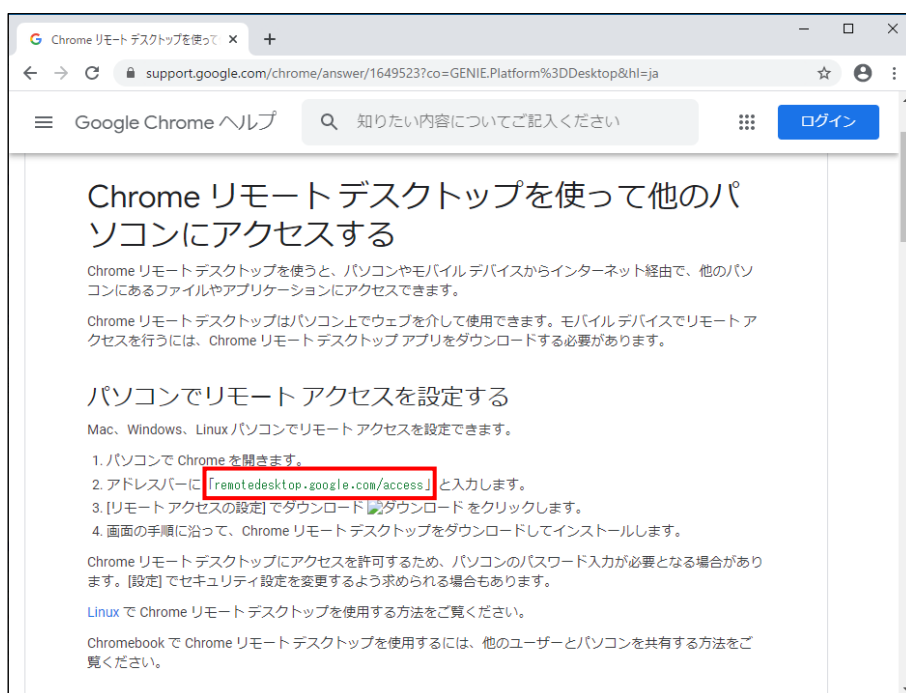 Chrome リモート デスクトップを使って
support.google.com/chrome/answer/1649523?co=GENIE.Platform%3DDesktop&hl=ja
Google Chrome ヘルプ
知りたい内容についてご記入ください
ログイン
Chrome リモート デスクトップを使って他のパ
ソコンにアクセスする
Chrome リモート デスクトップを使うと、パソコンやモバイル デバイスからインターネット経由で、他のパソ
コンにあるファイルやアプリケーションにアクセスできます。
Chrome リモート デスクトップはパソコン上でウェブを介して使用できます。モバイル デバイスでリモート ア
クセスを行うには、Chrome リモート デスクトップ アプリをダウンロードする必要があります。
パソコンでリモート アクセスを設定する
Mac、Windows、Linux パソコンでリモート アクセスを設定できます。
1. パソコンで Chrome を開きます。
2. アドレスバーに「remotedesktop.google.com/access」と入力します。
3. [リモート アクセスの設定] でダウンロード ダウンロード をクリックします。
4. 画面の手順に沿って、Chrome リモート デスクトップをダウンロードしてインストールします。
Chrome リモート デスクトップにアクセスを許可するため、パソコンのパスワード入力が必要となる場合があり
ます。[設定] でセキュリティ設定を変更するよう求められる場合もあります。
Linux で Chrome リモート デスクトップを使用する方法をご覧ください。
Chromebook で Chrome リモート デスクトップを使用するには、他のユーザーとパソコンを共有する方法をご
覧ください。